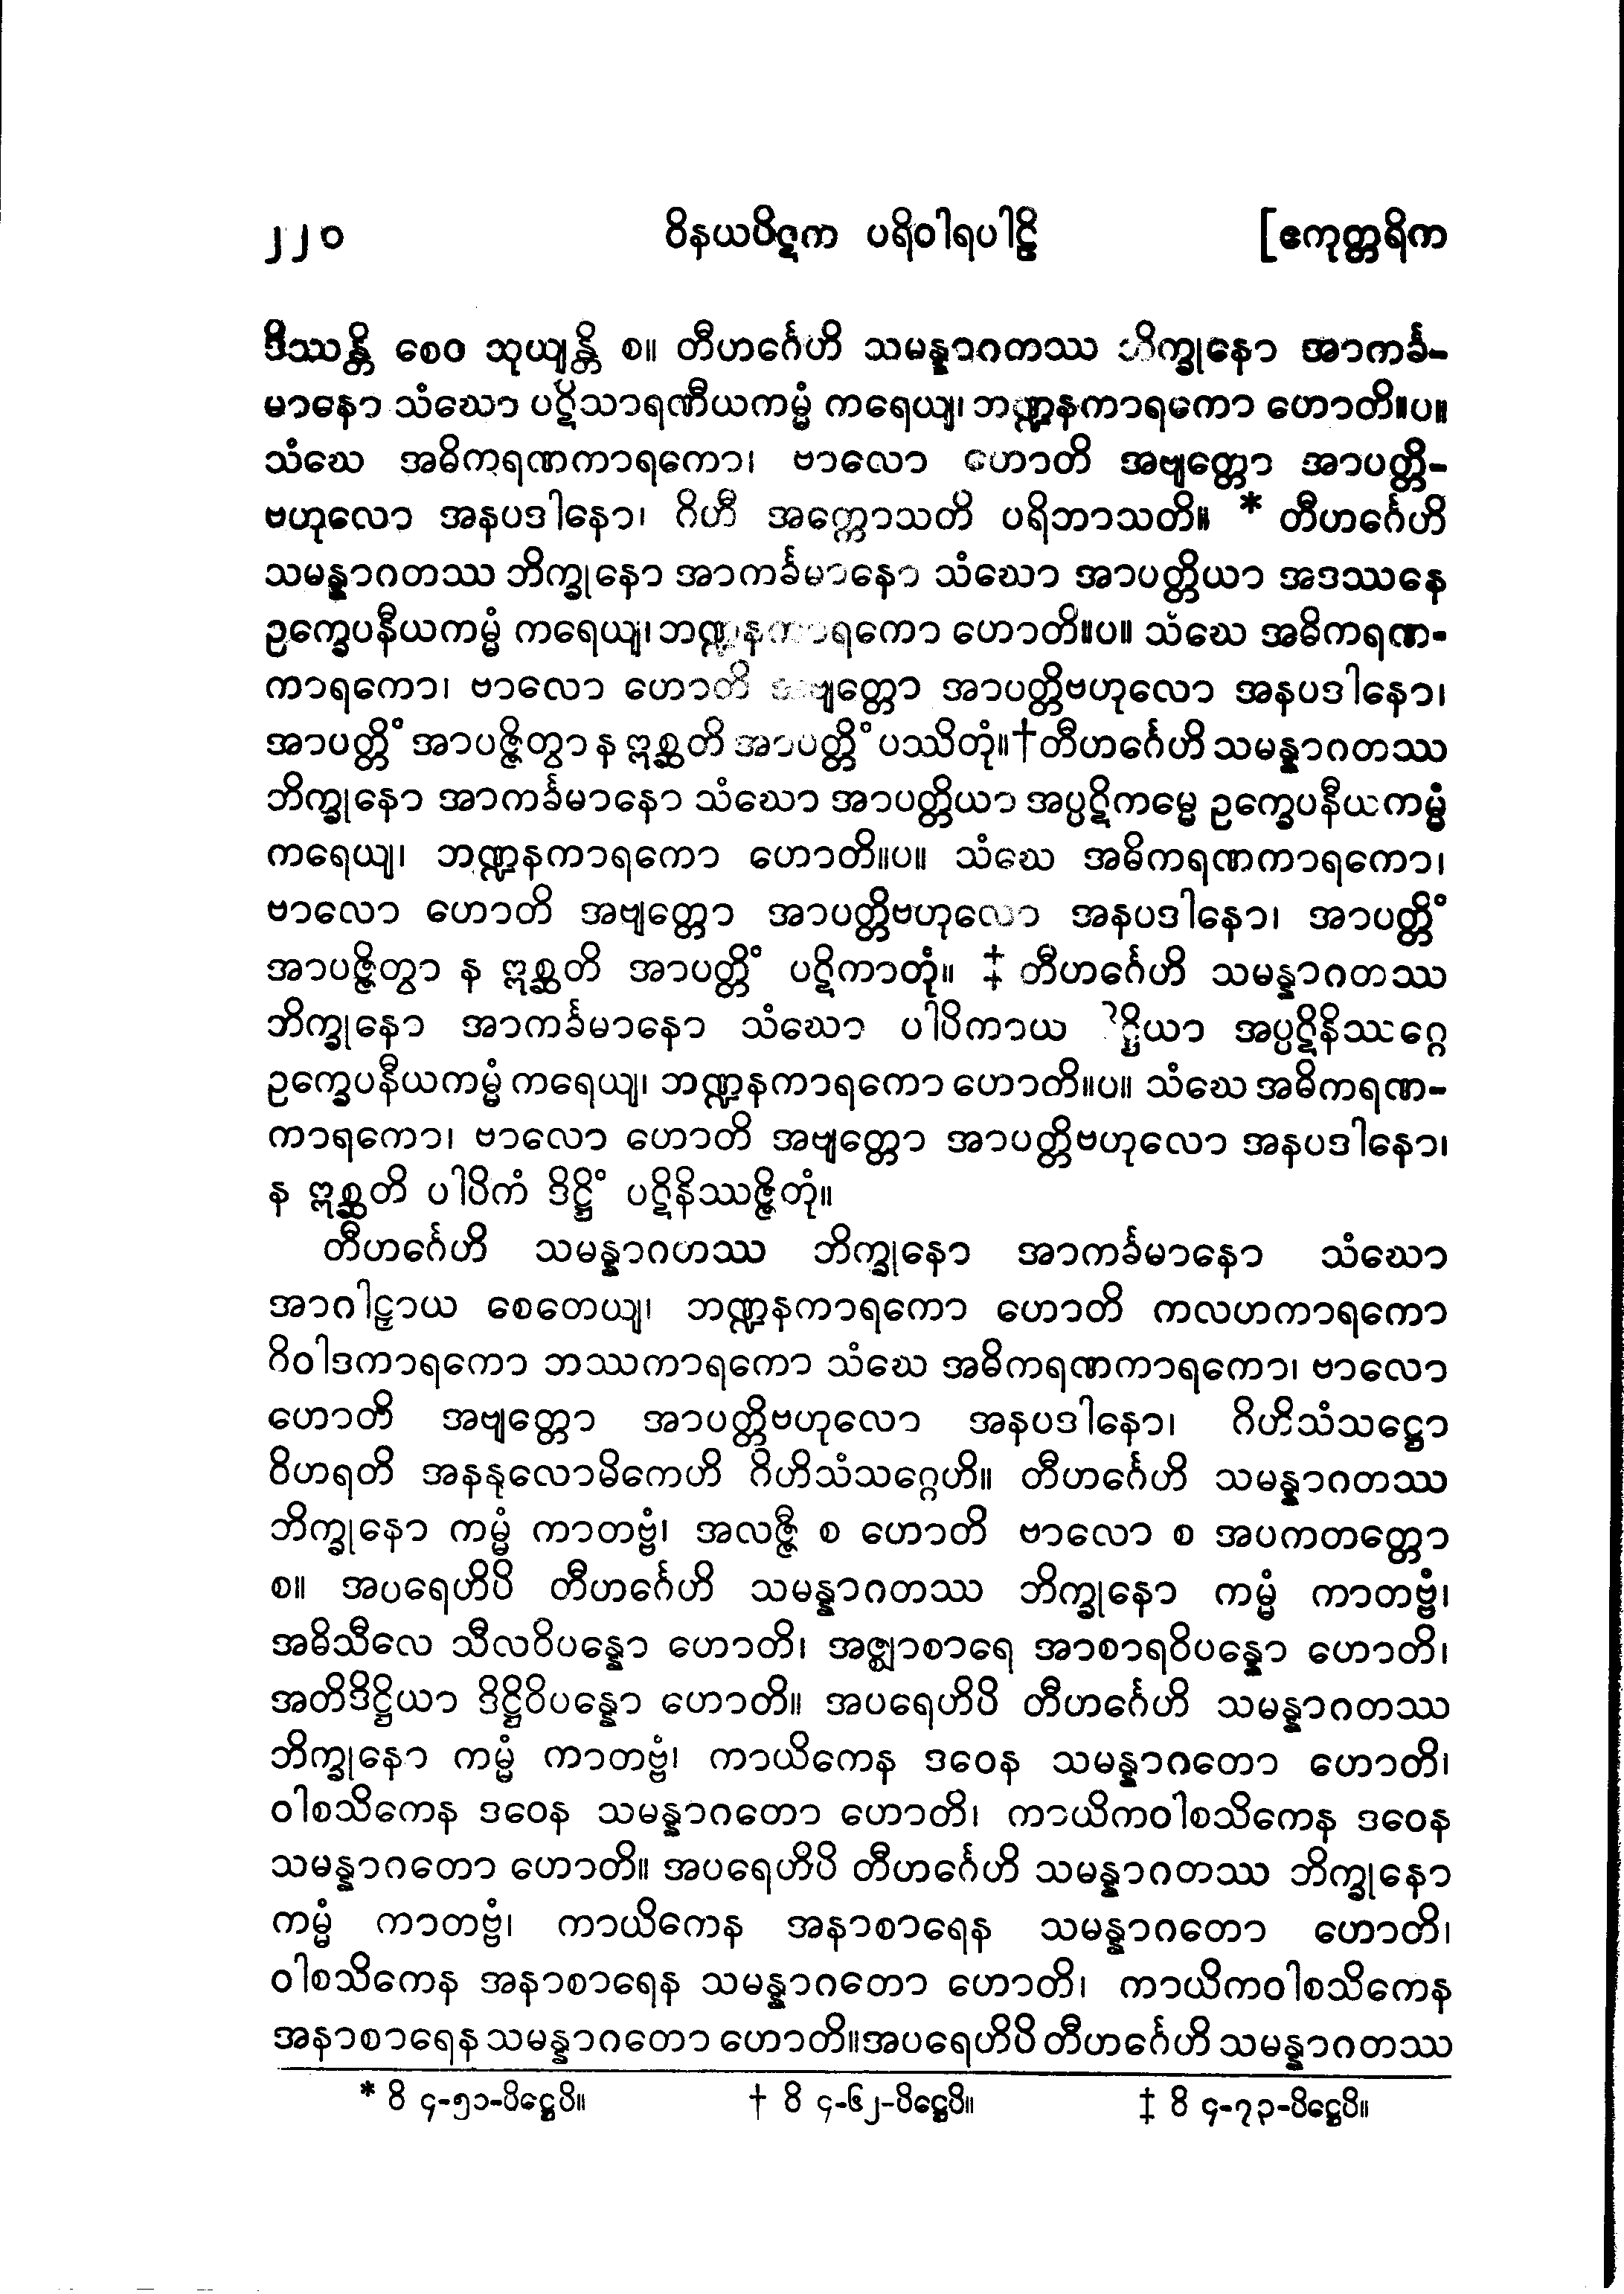 ၂၂၀ ဝိနယပိဋက ပရိဝါရပါဠိ [ဧကုတ္တရိက
ဒိဿန္တိ စေဝ သုယျန္တိ စ။ တီဟင်္ဂေဟိ သမန္နာဂတဿ ဘိက္ခုနော အာကင်္ခ-
မာနော သံဃော ပဋိသာရဏီယကမ္မံ ကရေယျ၊ ဘဏ္ဍနကာရကော ဟောတိ။ပ။
သံဃေ အဓိကရဏကာရကော၊ ဗာလော ဟောတိ အဗျတ္တော အာပတ္တိ-
ဗဟုလော အနပဒါနော၊ ဂိဟီ အက္ကောသတိ ပရိဘာသတိ။ * တီဟင်္ဂေဟိ
သမန္နာဂတဿ ဘိက္ခုနော အာကင်္ခမာနော သံဃော အာပတ္တိယာ အဒဿနေ
ဥက္ခေပနီယကမ္မံ ကရေယျ၊ ဘဏ္ဍနကာရကော ဟောတိ။ပ။ သံဃေ အဓိကရဏ-
ကာရကော၊ ဗာလော ဟောတိ အဗျတ္တော အာပတ္တိဗဟုလော အနပဒါနော၊
အာပတ္တိံ အာပဇ္ဇိတွာ န ဣစ္ဆတိ အာပတ္တိံ ပဿိတုံ။ † တီဟင်္ဂေဟိ သမန္နာဂတဿ
ဘိက္ခုနော အာကင်္ခမာနော သံဃော အာပတ္တိယာ အပ္ပဋိကမ္မေ ဥက္ခေပနီယကမ္မံ
ကရေယျ၊ ဘဏ္ဍနကာရကော ဟောတိ။ပ။ သံဃေ အဓိကရဏကာရကော၊
ဗာလော ဟောတိ အဗျတ္တော အာပတ္တိဗဟုလော အနပဒါနော၊ အာပတ္တိံ
အာပဇ္ဇိတွာ န ဣစ္ဆတိ အာပတ္တိံ ပဋိကာတုံ။ ‡ တီဟင်္ဂေဟိ သမန္နာဂတဿ
ဘိက္ခုနော အာကင်္ခမာနော သံဃော ပါပိကာယ အပ္ပဋိနိဿဂ္ဂေ
ဥက္ခေပနီယကမ္မံ ကရေယျ၊ ဘဏ္ဍနကာရကော ဟောတိ။ပ။ သံဃေ အဓိကရဏ-
ကာရကော၊ ဗာလော ဟောတိ အဗျတ္တော အာပတ္တိဗဟုလော အနပဒါနော၊
န ဣစ္ဆတိ ပါပိကံ ဒိဋ္ဌိံ ပဋိနိဿဇ္ဇိတုံ။
တီဟင်္ဂေဟိ သမန္နာဂတဿ ဘိက္ခုနော အာကင်္ခမာနော သံဃော
အာဂါဠှာယ စေတေယျ၊ ဘဏ္ဍနကာရကော ဟောတိ ကလဟကာရကော
ဝိဝါဒကာရကော ဘဿကာရကော သံဃေ အဓိကရဏကာရကော၊ ဗာလော
ဟောတိ အဗျတ္တော အာပတ္တိဗဟုလော အနပဒါနော၊ ဂိဟိသံသဋ္ဌော
ဝိဟရတိ အနနုလောမိကေဟိ ဂိဟိသံသဂ္ဂေဟိ။ တီဟင်္ဂေဟိ သမန္နာဂတဿ
ဘိက္ခုနော ကမ္မံ ကာတဗ္ဗံ၊ အလဇ္ဇီ စ ဟောတိ ဗာလော စ အပကတတ္တော
စ။ အပရေဟိပိ တီဟင်္ဂေဟိ သမန္နာဂတဿ ဘိက္ခုနော ကမ္မံ ကာတဗ္ဗံ၊
အဓိသီလေ သီလဝိပန္နော ဟောတိ၊ အဇ္ဈာစာရေ အာစာရဝိပန္နော ဟောတိ၊
အတိဒိဋ္ဌိယာ ဒိဋ္ဌိဝိပန္နော ဟောတိ။ အပရေဟိပိ တီဟင်္ဂေဟိ သမန္နာဂတဿ
ဘိက္ခုနော ကမ္မံ ကာတဗ္ဗံ၊ ကာယိကေန ဒဝေန သမန္နာဂတော ဟောတိ၊
ဝါစသိကေန ဒဝေန သမန္နာဂတော ဟောတိ၊ ကာယိကဝါစသိကေန ဒဝေန
သမန္နာဂတော ဟောတိ။ အပရေဟိပိ တီဟင်္ဂေဟိ သမန္နာဂတဿ ဘိက္ခုနော
ကမ္မံ ကာတဗ္ဗံ၊ ကာယိကေန အနာစာရေန သမန္နာဂတော ဟောတိ၊
ဝါစသိကေန အနာစာရေန သမန္နာဂတော ဟောတိ၊ ကာယိကဝါစသိကေန
အနာစာရေန သမန္နာဂတော ဟောတိ။ အပရေဟိပိ တီဟင်္ဂေဟိ သမန္နာဂတဿ
* ဝိ ၄-၅၁-ပိဋ္ဌေပိ။ † ဝိ ၄-၆၂-ပိဋ္ဌေပိ။ ‡ ဝိ ၄-၇၃-ပိဋ္ဌေပိ။